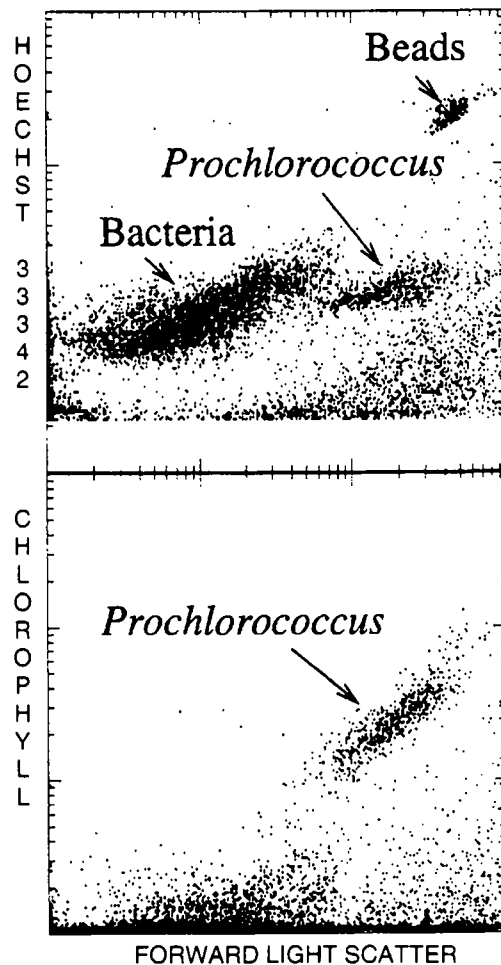 HOECHST 33342
Beads
Prochlorococcus
Bacteria
CHLOROPHYLL
Prochlorococcus
FORWARD LIGHT SCATTER